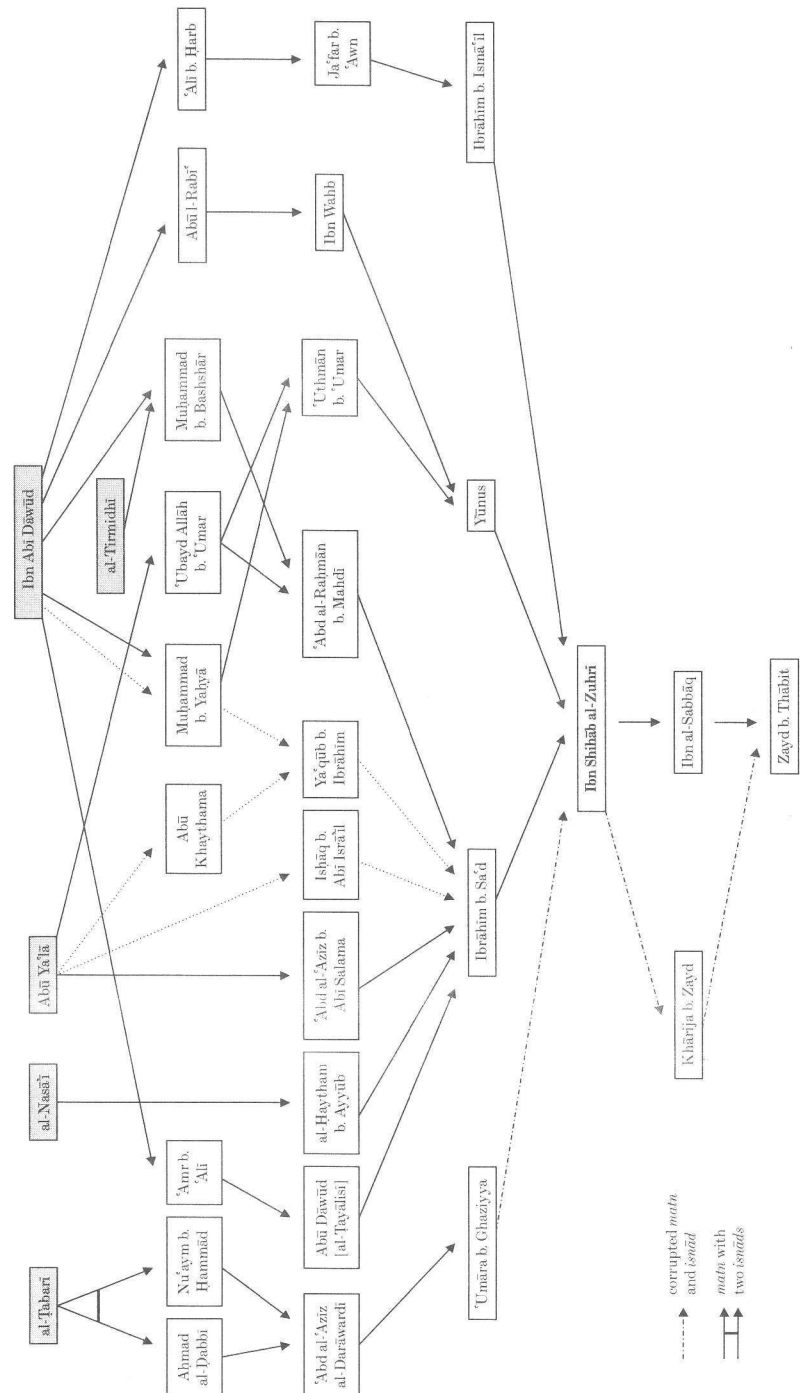 Ibn Abī Dāwūd
al-Tirmidhī
Abū Yaʿlā
al-Nasāʾī
al-Ṭabarī
ʿAlī b. Ḥarb
Abū l-Rabīʿ
Muḥammad
b. Bashshār
ʿUbayd Allāh
b. ʿUmar
Muḥammad
b. Yaḥyā
Abū
Khaythama
ʿAmr b.
ʿAlī
Nuʿaym b.
Ḥammād
Aḥmad
al-Ḍabbī
Jaʿfar b.
ʿAwn
Ibn Wahb
ʿUthmān
b. ʿUmar
ʿAbd al-Raḥmān
b. Mahdī
Yaʿqūb b.
Ibrāhīm
Isḥāq b.
Abī Isrāʾīl
ʿAbd al-ʿAzīz b.
Abī Salama
al-Haytham
b. Ayyūb
Abū Dāwūd
[al-Ṭayālisī]
ʿAbd al-ʿAzīz
al-Darāwardī
Ibrāhīm b. Ismāʿīl
Yūnus
Ibrāhīm b. Saʿd
ʿUmāra b. Ghaziyya
Ibn Shihāb al-Zuhrī
Ibn al-Sabbāq
Khārija b. Zayd
Zayd b. Thābit
corrupted matn
and isnād
matn with
two isnāds